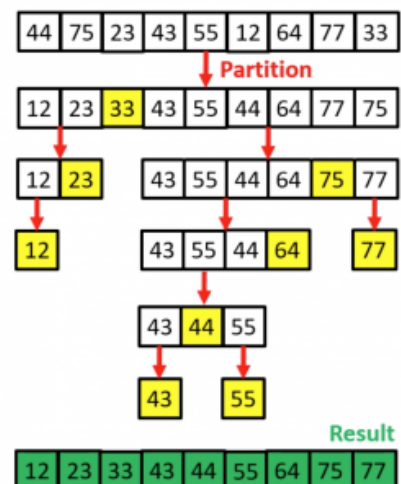 44 75 23 43 55 12 64 77 33
Partition
12 23 33 43 55 44 64 77 75
12 23 43 55 44 64 75 77
12 43 55 44 64 77
43 44 55
43 55
Result
12 23 33 43 44 55 64 75 77